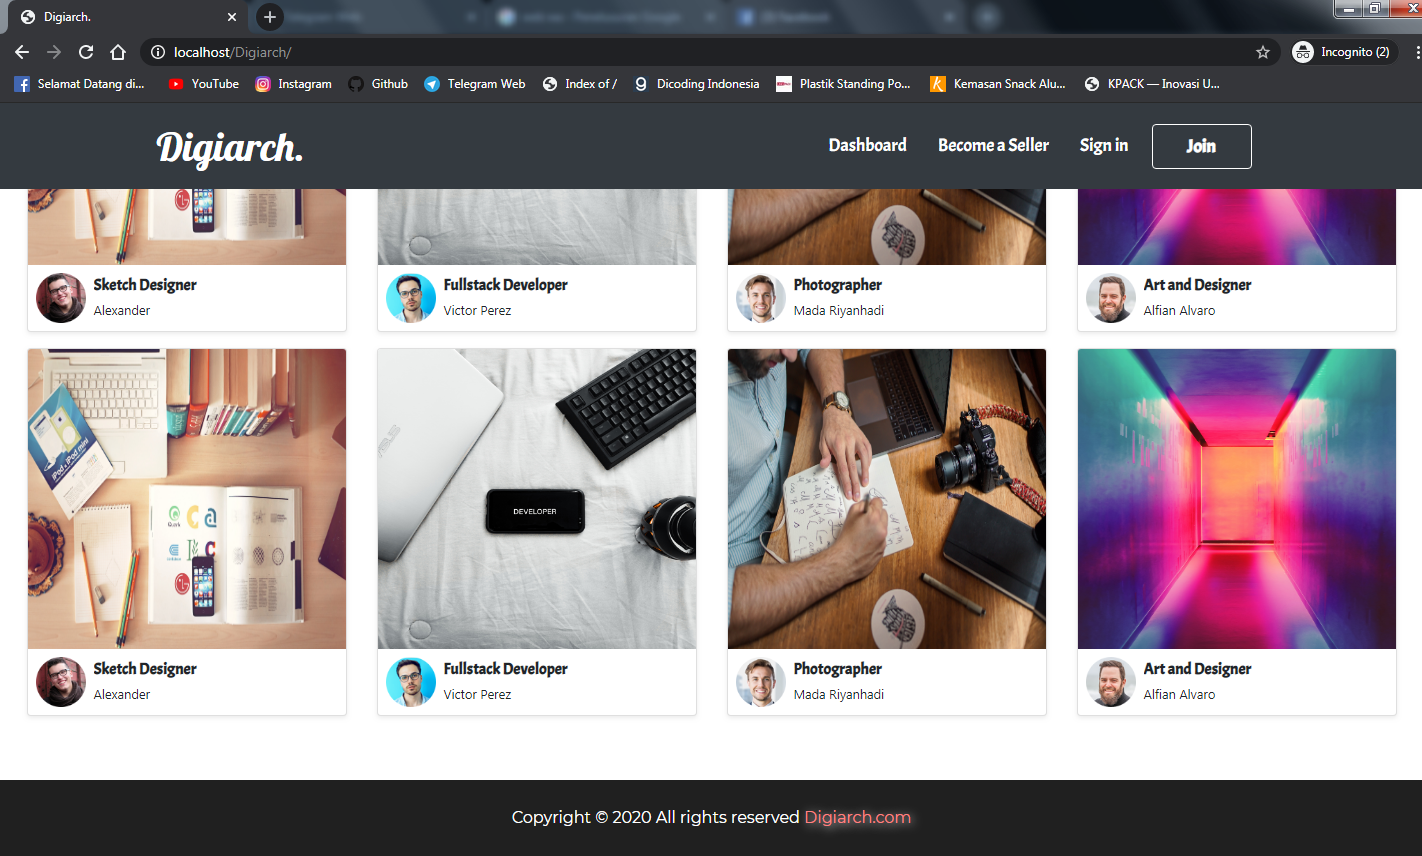 Digiarch.
localhost/Digiarch/
Incognito (2)
Selamat Datang di...
YouTube
Instagram
Github
Telegram Web
Index of /
Dicoding Indonesia
Plastik Standing Po...
Kemasan Snack Alu...
KPACK — Inovasi U...
Digiarch.
Dashboard
Become a Seller
Sign in
Join
Sketch Designer
Alexander
Fullstack Developer
Victor Perez
Photographer
Mada Riyanhadi
Art and Designer
Alfian Alvaro
DEVELOPER
Sketch Designer
Alexander
Fullstack Developer
Victor Perez
Photographer
Mada Riyanhadi
Art and Designer
Alfian Alvaro
Copyright © 2020 All rights reserved Digiarch.com